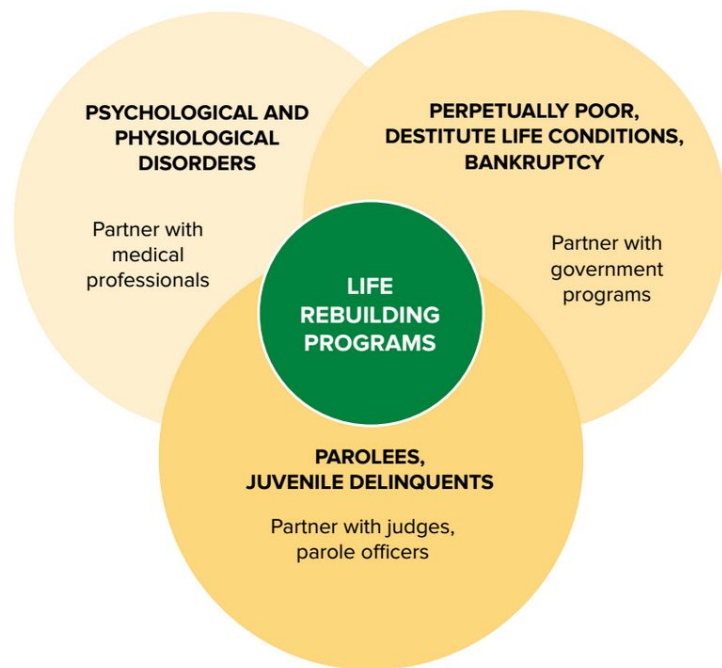 PSYCHOLOGICAL AND
PHYSIOLOGICAL
DISORDERS
Partner with
medical
professionals
PERPETUALLY POOR,
DESTITUTE LIFE CONDITIONS,
BANKRUPTCY
Partner with
government
programs
LIFE
REBUILDING
PROGRAMS
PAROLEES,
JUVENILE DELINQUENTS
Partner with judges,
parole officers